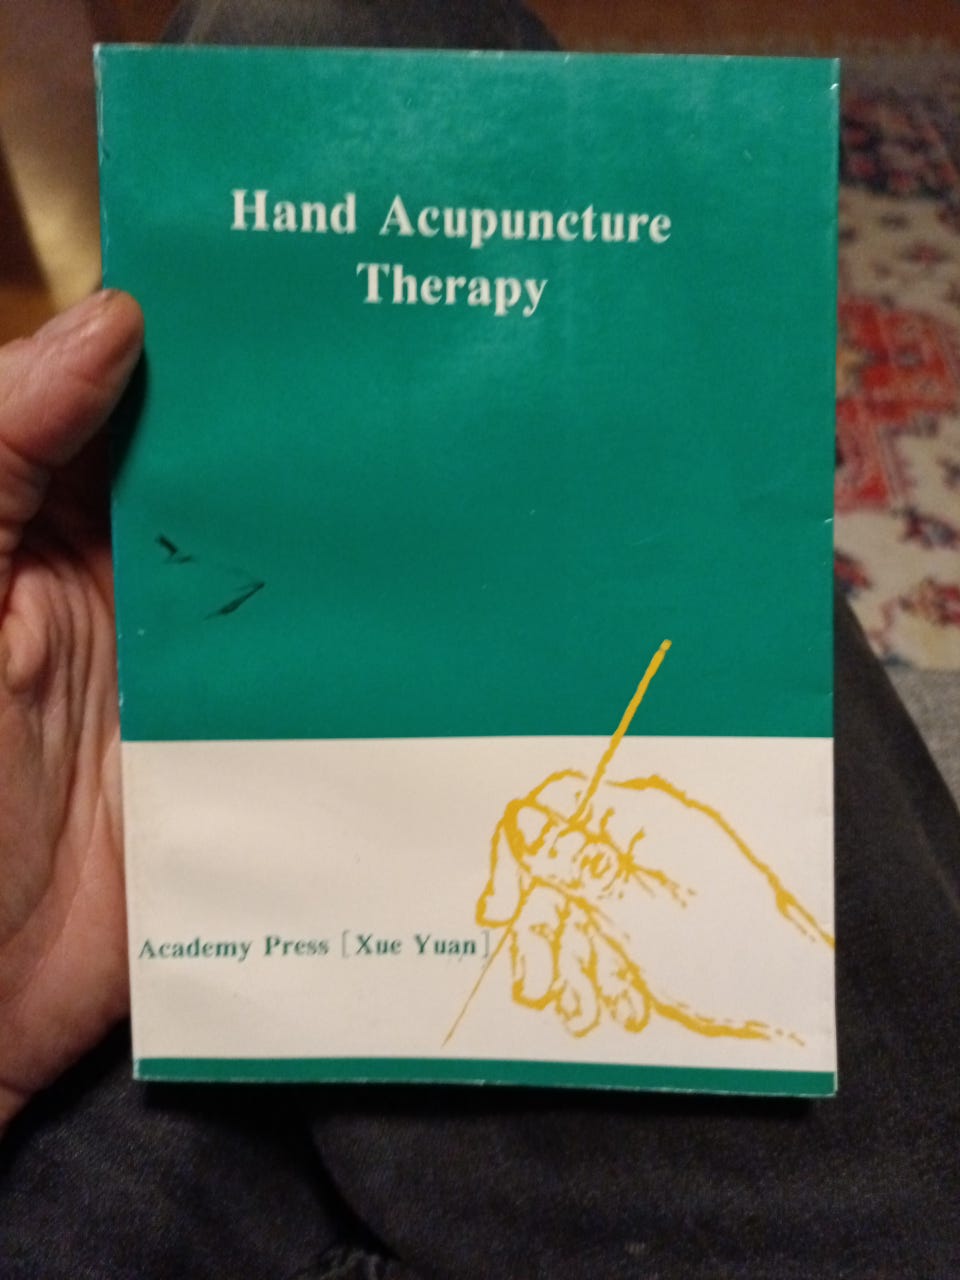 Hand Acupuncture
Therapy
Academy Press [Xue Yuan]